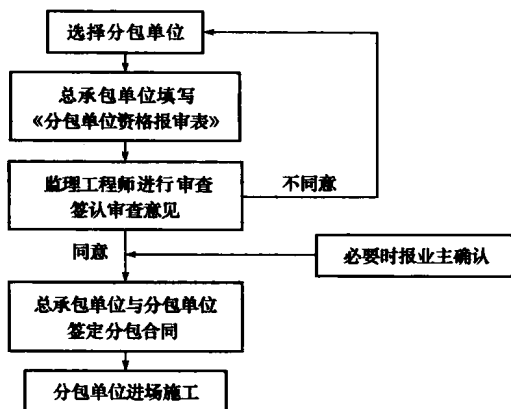 选择分包单位
总承包单位填写
《分包单位资格报审表》
监理工程师进行审查
签认审查意见
不同意
同意
必要时报业主确认
总承包单位与分包单位
签定分包合同
分包单位进场施工